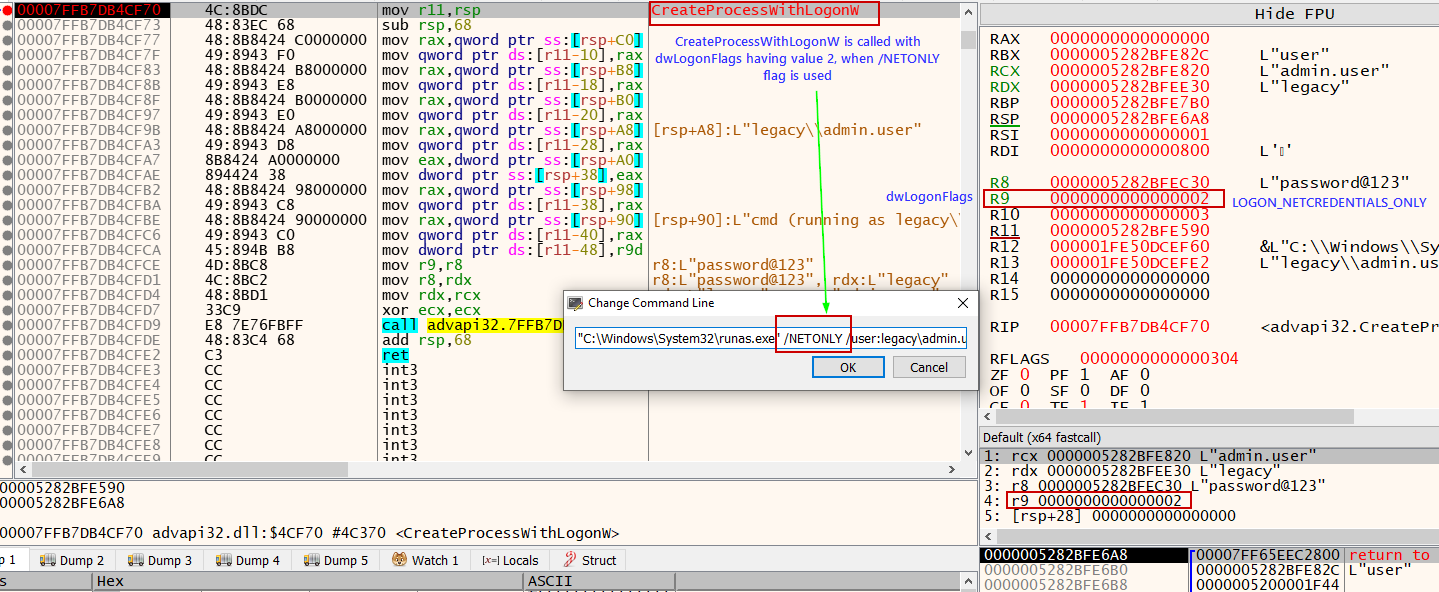 00007FFB7DB4CF70 4C:8BDC mov r11,rsp CreateProcessWithLogonW
00007FFB7DB4CF73 48:83EC 68 sub rsp,68
00007FFB7DB4CF77 48:8B8424 C0000000 mov rax,qword ptr ss:[rsp+C0]
00007FFB7DB4CF7F 49:8943 F0 mov qword ptr ds:[r11-10],rax
00007FFB7DB4CF83 48:8B8424 B8000000 mov rax,qword ptr ss:[rsp+B8]
00007FFB7DB4CF8B 49:8943 E8 mov qword ptr ds:[r11-18],rax
00007FFB7DB4CF8F 48:8B8424 B0000000 mov rax,qword ptr ss:[rsp+B0]
00007FFB7DB4CF97 49:8943 E0 mov qword ptr ds:[r11-20],rax
00007FFB7DB4CF9B 48:8B8424 A8000000 mov rax,qword ptr ss:[rsp+A8] [rsp+A8]:L"legacy\\admin.user"
00007FFB7DB4CFA3 49:8943 D8 mov qword ptr ds:[r11-28],rax
00007FFB7DB4CFA7 8B8424 A0000000 mov eax,dword ptr ss:[rsp+A0]
00007FFB7DB4CFAE 894424 38 mov dword ptr ss:[rsp+38],eax
00007FFB7DB4CFB2 48:8B8424 98000000 mov rax,qword ptr ss:[rsp+98]
00007FFB7DB4CFBA 49:8943 C8 mov qword ptr ds:[r11-38],rax
00007FFB7DB4CFBE 48:8B8424 90000000 mov rax,qword ptr ss:[rsp+90] [rsp+90]:L"cmd (running as legacy\
00007FFB7DB4CFC6 49:8943 C0 mov qword ptr ds:[r11-40],rax
00007FFB7DB4CFCA 45:894B B8 mov dword ptr ds:[r11-48],r9d
00007FFB7DB4CFCE 4D:8BC8 mov r9,r8 r8:L"password@123"
00007FFB7DB4CFD1 4C:8BC2 mov r8,rdx r8:L"password@123", rdx:L"legacy"
00007FFB7DB4CFD4 48:8BD1 mov rdx,rcx
00007FFB7DB4CFD7 33C9 xor ecx,ecx
00007FFB7DB4CFD9 E8 7E76FBFF call advapi32.7FFB7D
00007FFB7DB4CFDE 48:83C4 68 add rsp,68
00007FFB7DB4CFE2 C3 ret
00007FFB7DB4CFE3 CC int3
00007FFB7DB4CFE4 CC int3
00007FFB7DB4CFE5 CC int3
00007FFB7DB4CFE6 CC int3
00007FFB7DB4CFE7 CC int3
00007FFB7DB4CFE8 CC int3
00007FFB7DB4CFE9 CC int3
CreateProcessWithLogonW is called with
dwLogonFlags having value 2, when /NETONLY
flag is used
dwLogonFlags
Change Command Line
"C:\Windows\System32\runas.exe" /NETONLY /user:legacy\admin.u
OK Cancel
Hide FPU
RAX 0000000000000000
RBX 0000005282BFE82C L"user"
RCX 0000005282BFE820 L"admin.user"
RDX 0000005282BFEE30 L"legacy"
RBP 0000005282BFE7B0
RSP 0000005282BFE6A8
RSI 0000000000000001
RDI 0000000000000800 L'
R8 0000005282BFEC30 L"password@123"
R9 0000000000000002 LOGON_NETCREDENTIALS_ONLY
R10 0000000000000003
R11 0000005282BFE590
R12 000001FE50DCEF60 &L"C:\\Windows\\Sy
R13 000001FE50DCEFE2 L"legacy\\admin.us
R14 0000000000000000
R15 0000000000000000
RIP 00007FFB7DB4CF70 <advapi32.CreatePr
RFLAGS 0000000000000304
ZF 0 PF 1 AF 0
OF 0 SF 0 DF 0
CF 0 TF 1 IF 1
Default (x64 fastcall)
1: rcx 0000005282BFE820 L"admin.user"
2: rdx 0000005282BFEE30 L"legacy"
3: r8 0000005282BFEC30 L"password@123"
4: r9 0000000000000002
5: [rsp+28] 0000000000000000
00005282BFE590
00005282BFE6A8
00007FFB7DB4CF70 advapi32.dll:$4CF70 #4C370 <CreateProcessWithLogonW>
p 1 Dump 2 Dump 3 Dump 4 Dump 5 Watch 1 [x=] Locals Struct
s Hex ASCII
0000005282BFE6A8 00007FF65EEC2800 return to
0000005282BFE6B0 0000005282BFE82C L"user"
0000005282BFE6B8 0000005200001F44